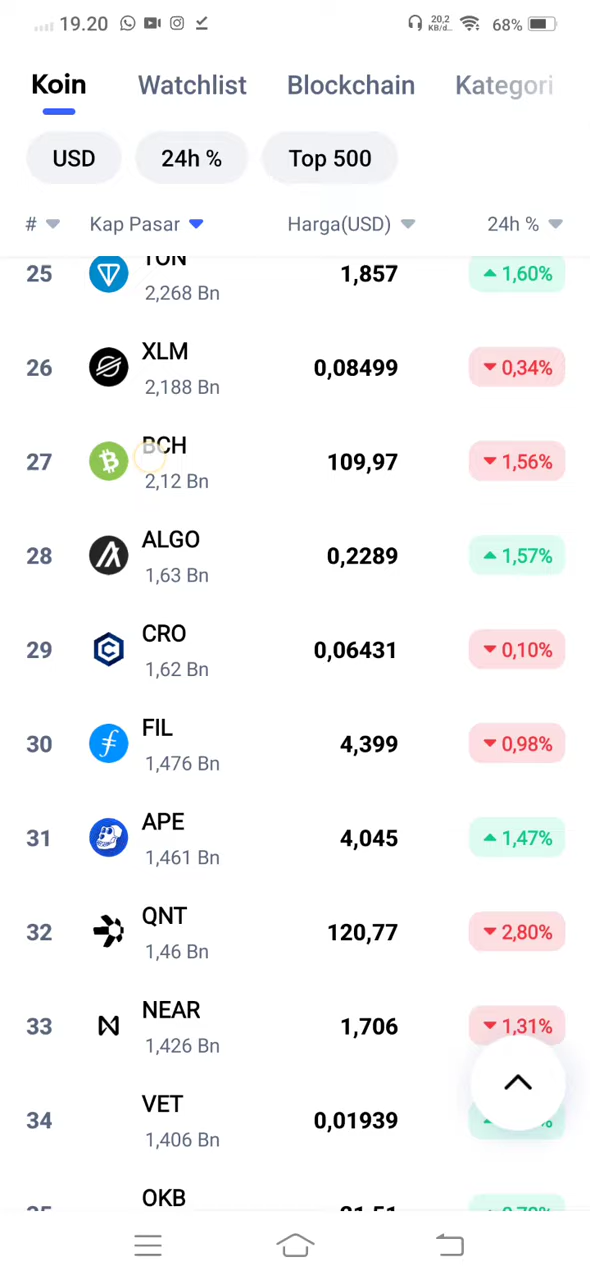 19.20 20,2 KB/d... 68%
Koin Watchlist Blockchain Kategori
USD 24h % Top 500
# Kap Pasar Harga(USD) 24h %
25 TON 1,857 1,60%
2,268 Bn
26 XLM 0,08499 0,34%
2,188 Bn
27 BCH 109,97 1,56%
2,12 Bn
28 ALGO 0,2289 1,57%
1,63 Bn
29 CRO 0,06431 0,10%
1,62 Bn
30 FIL 4,399 0,98%
1,476 Bn
31 APE 4,045 1,47%
1,461 Bn
32 QNT 120,77 2,80%
1,46 Bn
33 NEAR 1,706 1,31%
1,426 Bn
34 VET 0,01939
1,406 Bn
OKB